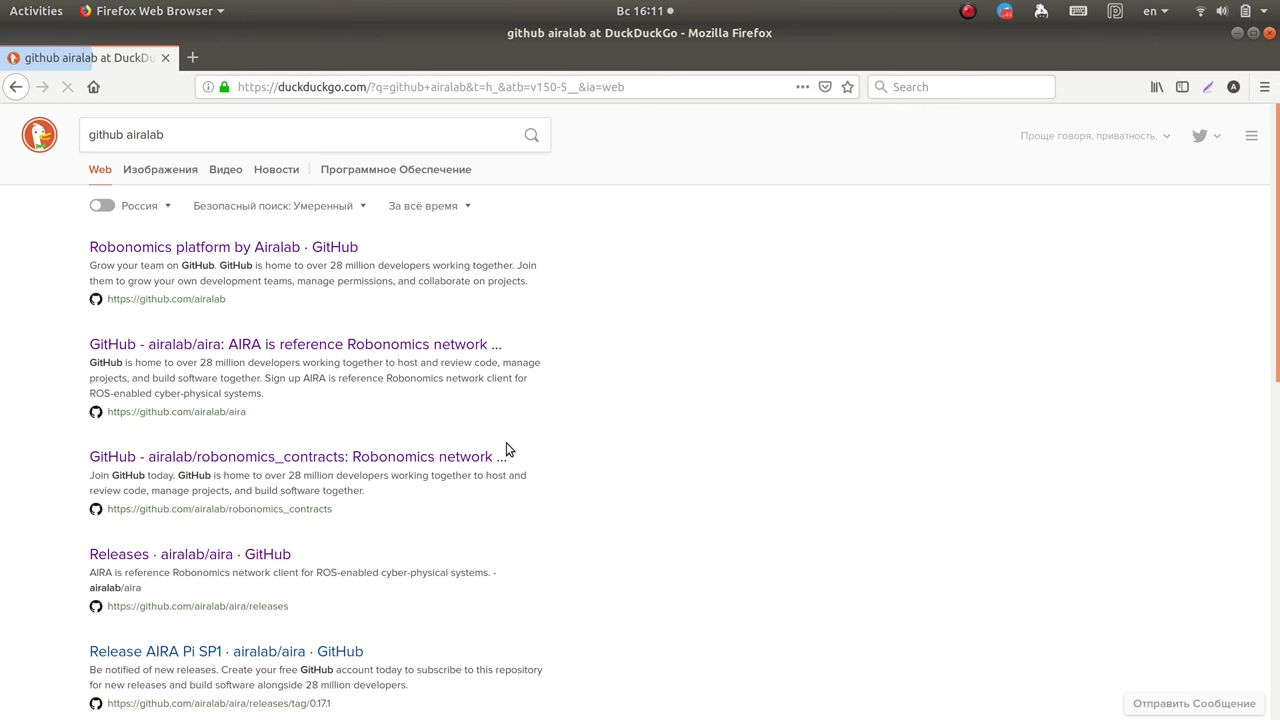 Activities Firefox Web Browser Вс 16:11 en
github airalab at DuckDuckGo - Mozilla Firefox
github airalab at DuckDu
https://duckduckgo.com/?q=github+airalab&t=h_&atb=v150-5__&ia=web Search
github airalab Проще говоря, приватность.
Web Изображения Видео Новости Программное Обеспечение
Россия Безопасный поиск: Умеренный За всё время
Robonomics platform by Airalab · GitHub
Grow your team on GitHub. GitHub is home to over 28 million developers working together. Join
them to grow your own development teams, manage permissions, and collaborate on projects.
https://github.com/airalab
GitHub - airalab/aira: AIRA is reference Robonomics network ...
GitHub is home to over 28 million developers working together to host and review code, manage
projects, and build software together. Sign up AIRA is reference Robonomics network client for
ROS-enabled cyber-physical systems.
https://github.com/airalab/aira
GitHub - airalab/robonomics_contracts: Robonomics network ...
Join GitHub today. GitHub is home to over 28 million developers working together to host and
review code, manage projects, and build software together.
https://github.com/airalab/robonomics_contracts
Releases · airalab/aira · GitHub
AIRA is reference Robonomics network client for ROS-enabled cyber-physical systems. -
airalab/aira
https://github.com/airalab/aira/releases
Release AIRA Pi SP1 · airalab/aira · GitHub
Be notified of new releases. Create your free GitHub account today to subscribe to this repository
for new releases and build software alongside 28 million developers.
https://github.com/airalab/aira/releases/tag/0.17.1
Отправить Сообщение